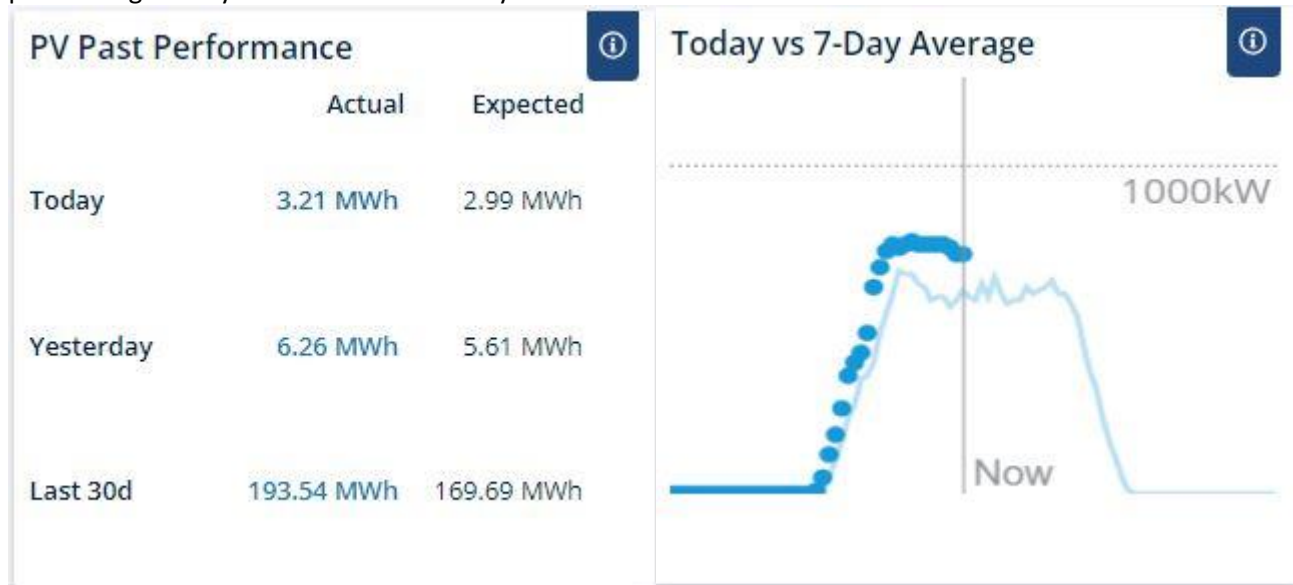 PV Past Performance
Actual Expected
Today 3.21 MWh 2.99 MWh
Yesterday 6.26 MWh 5.61 MWh
Last 30d 193.54 MWh 169.69 MWh
Today vs 7-Day Average
1000kW
Now